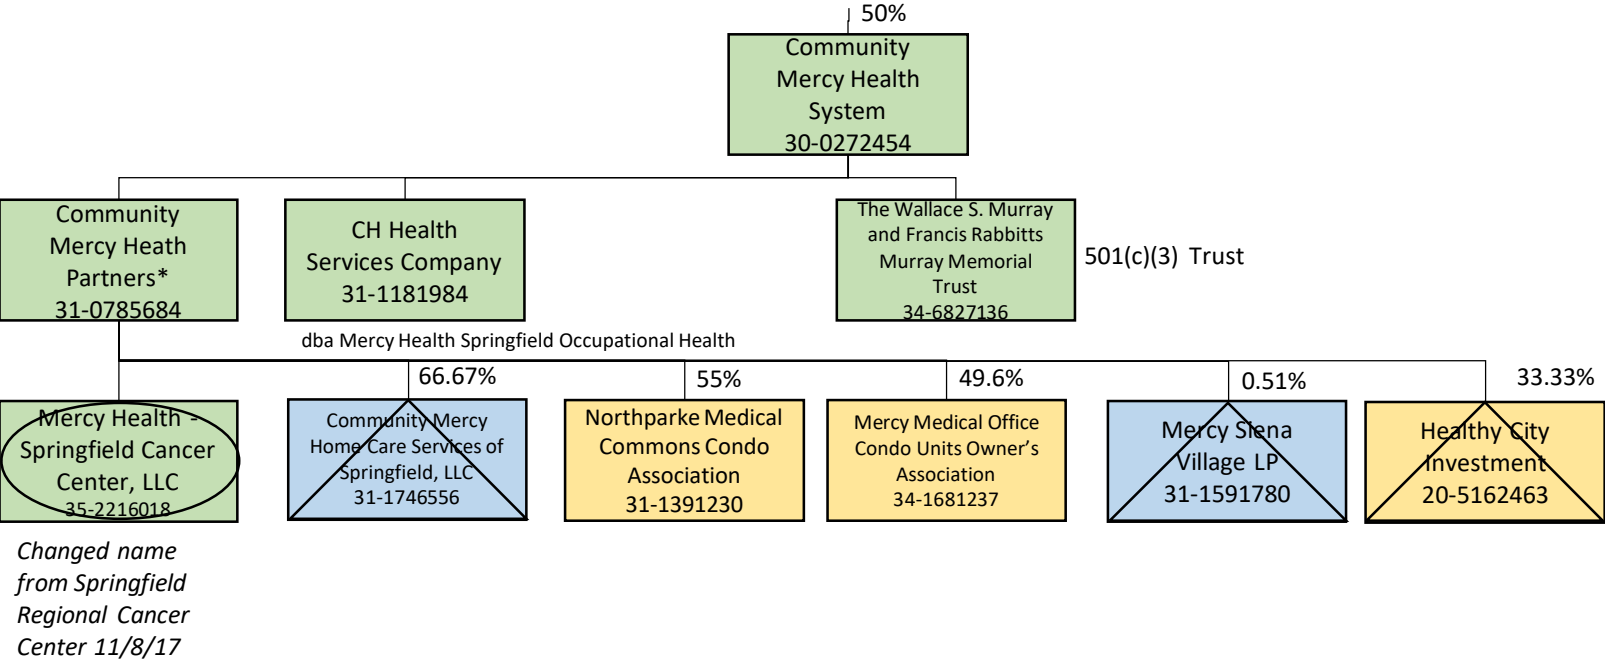 50%
Community
Mercy Health
System
30-0272454
Community
Mercy Heath
Partners*
31-0785684
CH Health
Services Company
31-1181984
The Wallace S. Murray
and Francis Rabbitts
Murray Memorial
Trust
34-6827136
501(c)(3) Trust
dba Mercy Health Springfield Occupational Health
66.67%
55%
49.6%
0.51%
33.33%
Mercy Health -
Springfield Cancer
Center, LLC
35-2216018
Community Mercy
Home Care Services of
Springfield, LLC
31-1746556
Northparke Medical
Commons Condo
Association
31-1391230
Mercy Medical Office
Condo Units Owner's
Association
34-1681237
Mercy Siena
Village LP
31-1591780
Healthy City
Investment
20-5162463
Changed name
from Springfield
Regional Cancer
Center 11/8/17